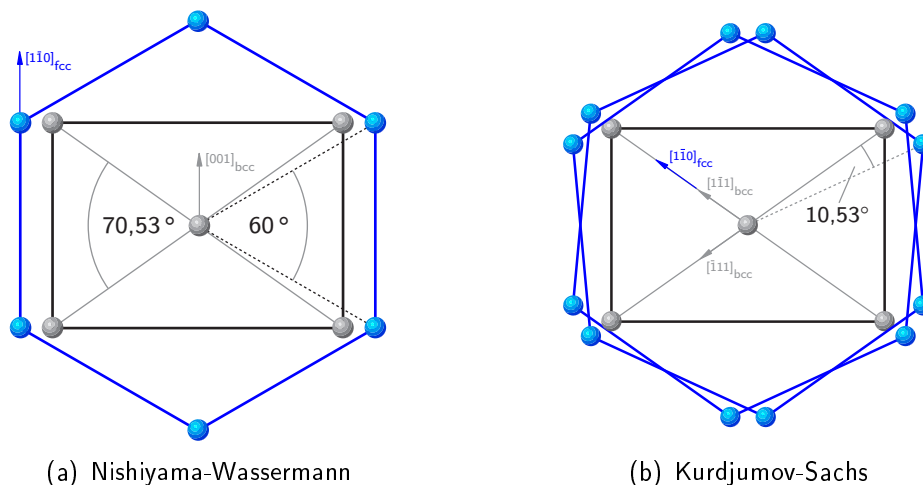 [11̄0]fcc
[001]bcc
70,53 °
60 °
(a) Nishiyama-Wassermann
[11̄0]fcc
[11̄1]bcc
[1̄11]bcc
10,53°
(b) Kurdjumov-Sachs